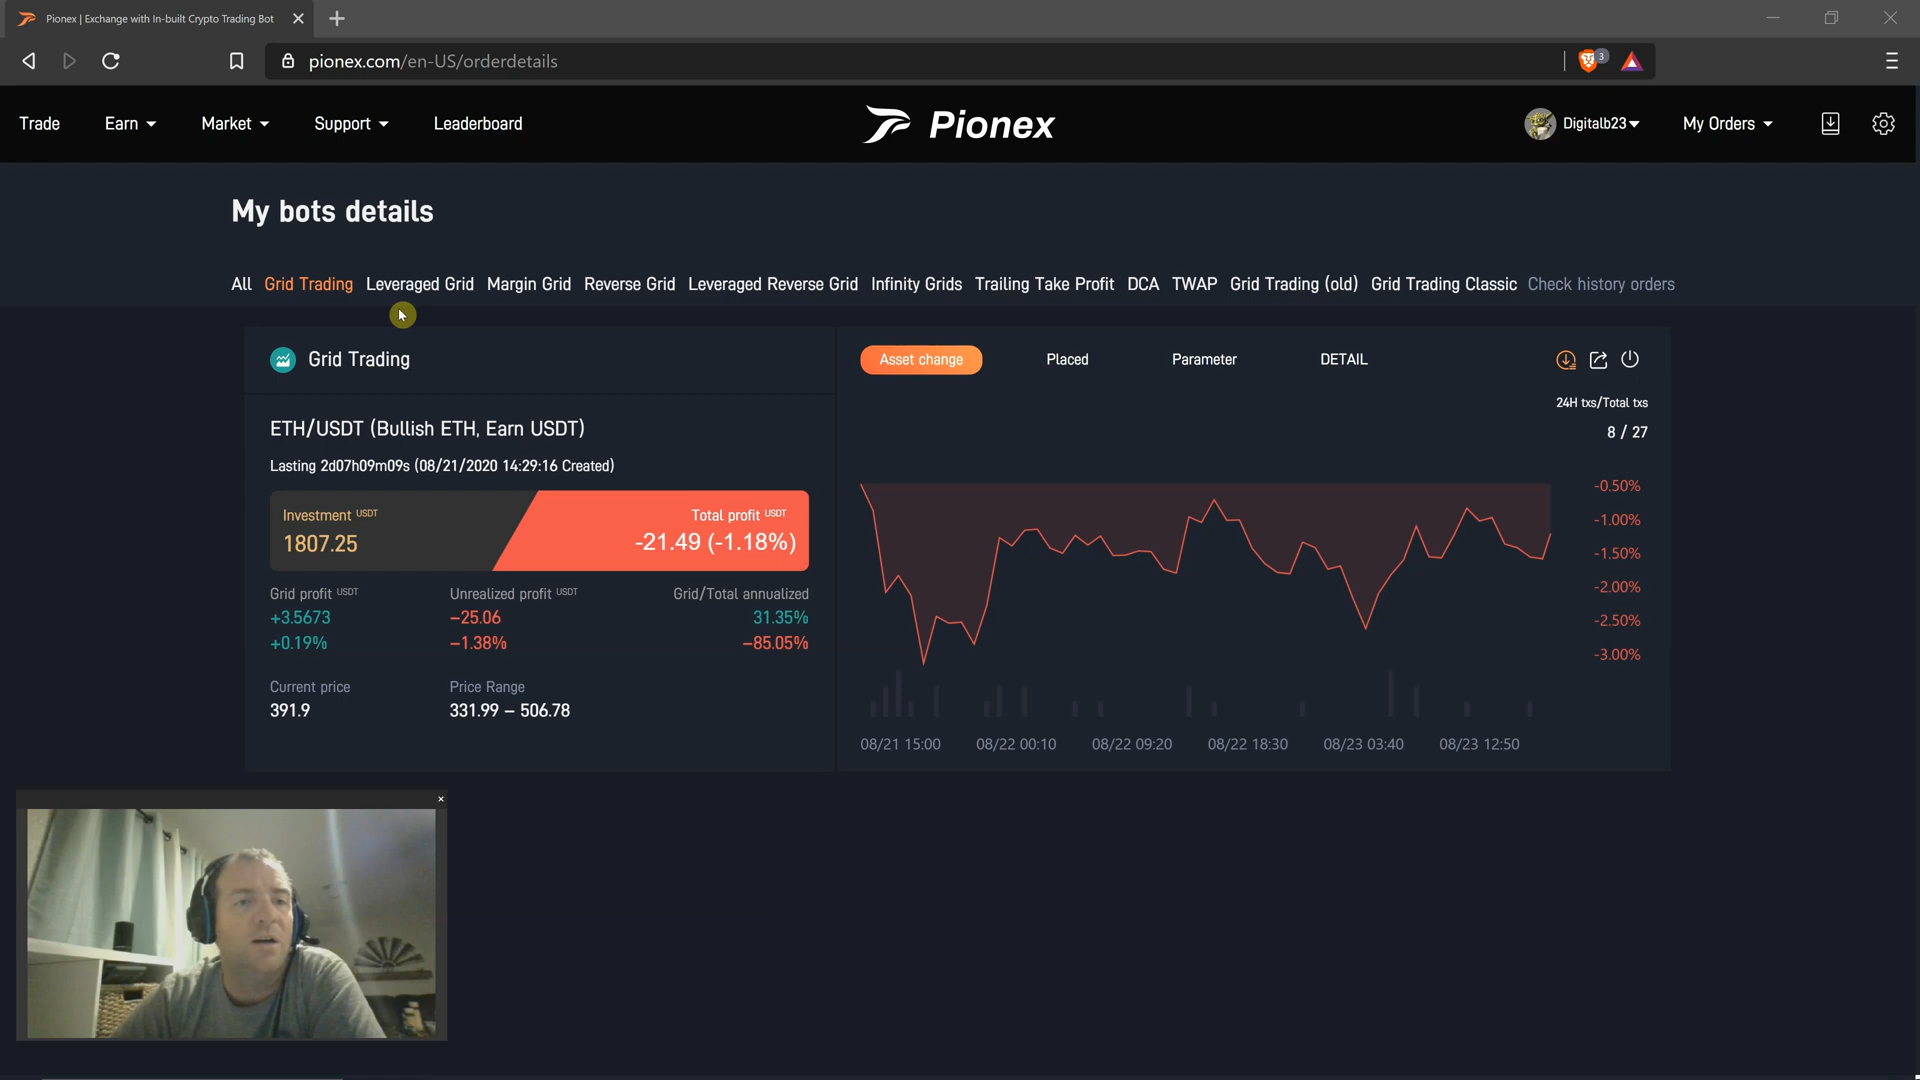 Pionex | Exchange with In-built Crypto Trading Bot
pionex.com/en-US/orderdetails
3
Trade Earn Market Support Leaderboard
Pionex
Digitalb23 My Orders
My bots details
All Grid Trading Leveraged Grid Margin Grid Reverse Grid Leveraged Reverse Grid Infinity Grids Trailing Take Profit DCA TWAP Grid Trading (old) Grid Trading Classic Check history orders
Grid Trading
ETH/USDT (Bullish ETH, Earn USDT)
Lasting 2d07h09m09s (08/21/2020 14:29:16 Created)
Investment USDT Total profit USDT
1807.25 -21.49 (-1.18%)
Grid profit USDT Unrealized profit USDT Grid/Total annualized
+3.5673 −25.06 31.35%
+0.19% −1.38% −85.05%
Current price Price Range
391.9 331.99 – 506.78
Asset change Placed Parameter DETAIL
24H txs/Total txs
8 / 27
-0.50%
-1.00%
-1.50%
-2.00%
-2.50%
-3.00%
08/21 15:00 08/22 00:10 08/22 09:20 08/22 18:30 08/23 03:40 08/23 12:50